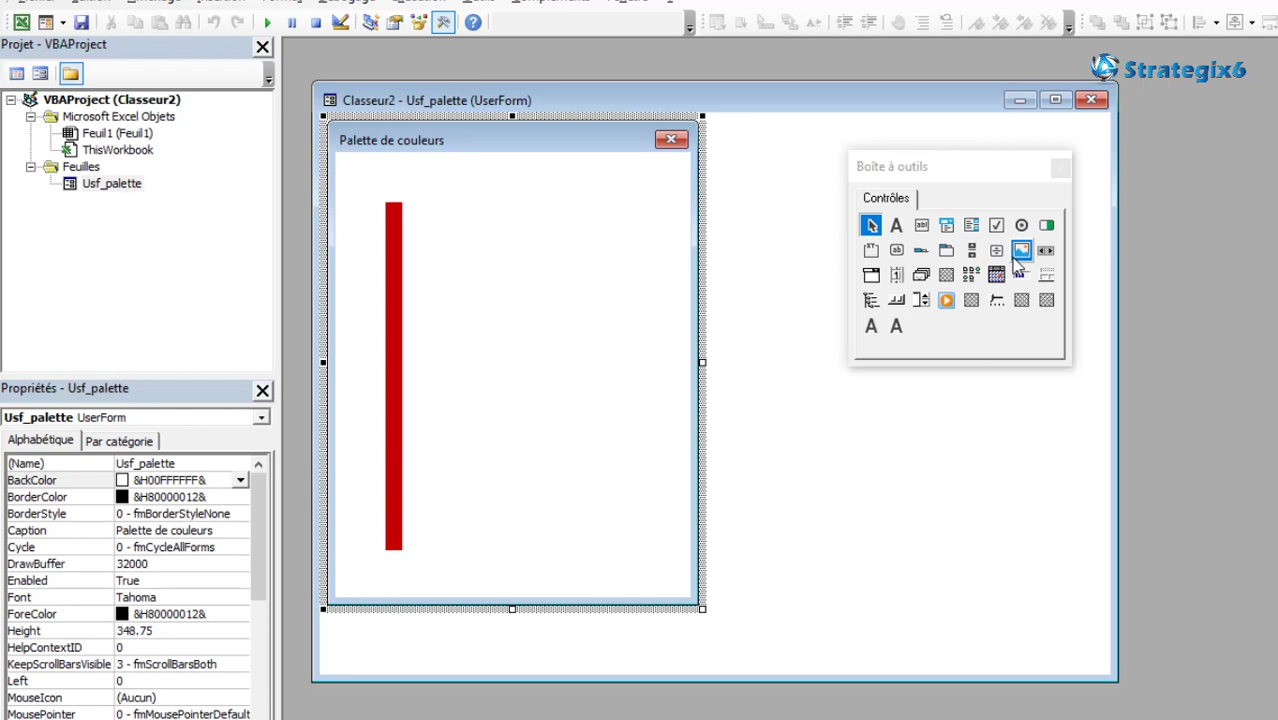 Strategix6
Projet - VBAProject
VBAProject (Classeur2)
Microsoft Excel Objets
Feuil1 (Feuil1)
ThisWorkbook
Feuilles
Usf_palette
Classeur2 - Usf_palette (UserForm)
Palette de couleurs
Boîte à outils
Contrôles
Propriétés - Usf_palette
Usf_palette UserForm
Alphabétique Par catégorie
(Name) Usf_palette
BackColor &H00FFFFFF&
BorderColor &H80000012&
BorderStyle 0 - fmBorderStyleNone
Caption Palette de couleurs
Cycle 0 - fmCycleAllForms
DrawBuffer 32000
Enabled True
Font Tahoma
ForeColor &H80000012&
Height 348.75
HelpContextID 0
KeepScrollBarsVisible 3 - fmScrollBarsBoth
Left 0
MouseIcon (Aucun)
MousePointer 0 - fmMousePointerDefault